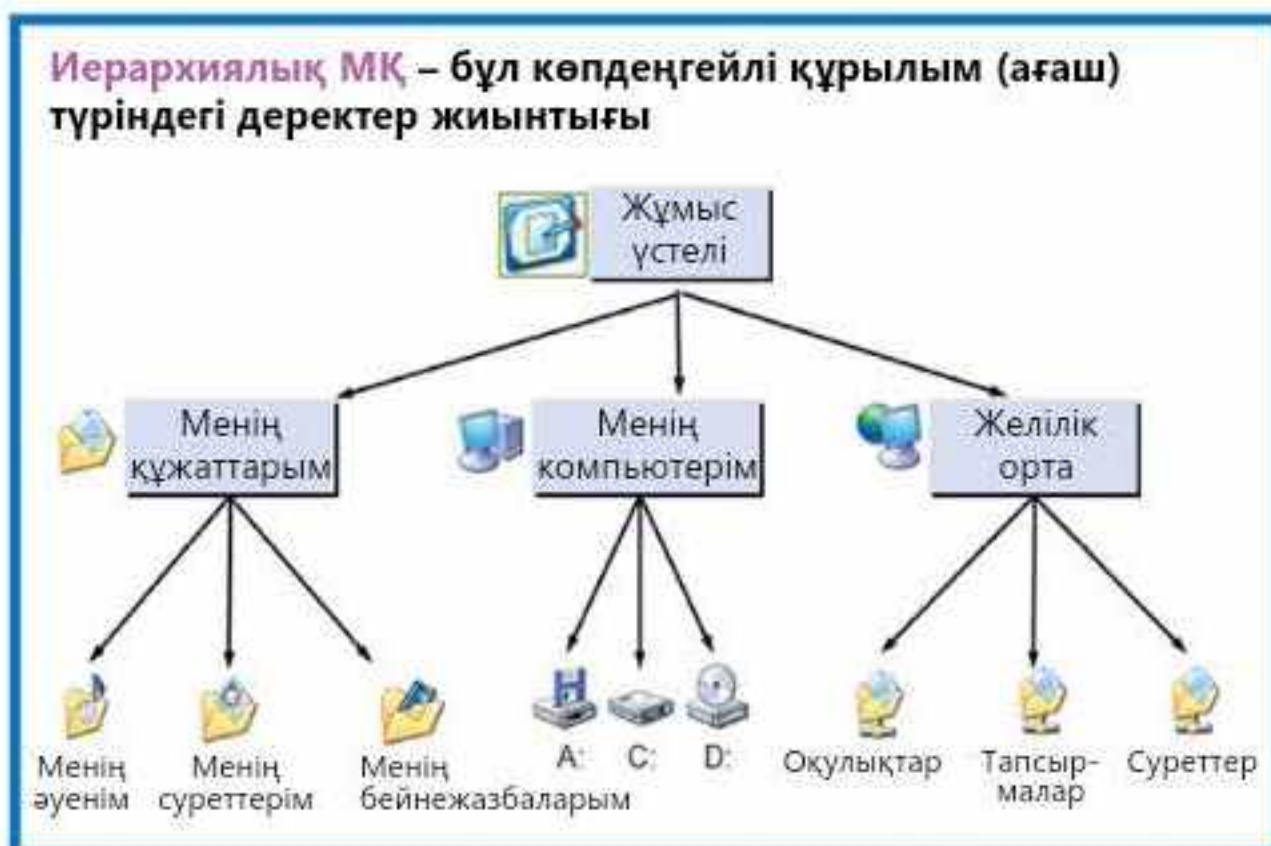 Иерархиялық МҚ – бұл көпдеңгейлі құрылым (ағаш)
түріндегі деректер жиынтығы
Жұмыс
үстелі
Менің
құжаттарым
Менің
компьютерім
Желілік
орта
Менің
әуенім
Менің
суреттерім
Менің
бейнежазбаларым
A:
C:
D:
Оқулықтар
Тапсыр-
малар
Суреттер